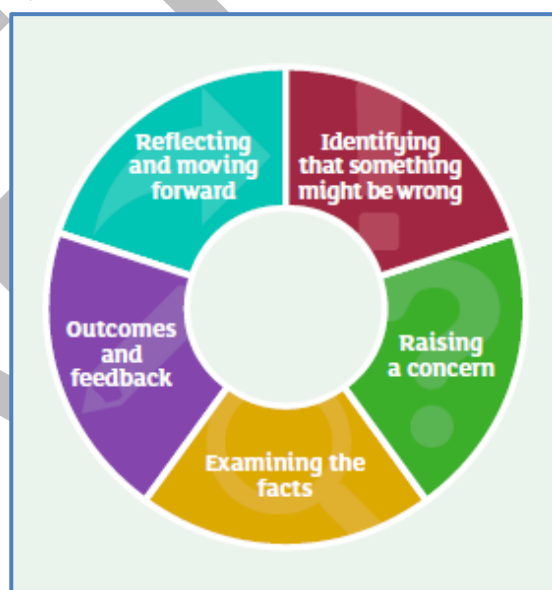 Identifying
that something
might be wrong
Raising
a concern
Examining the
facts
Outcomes
and
feedback
Reflecting
and moving
forward